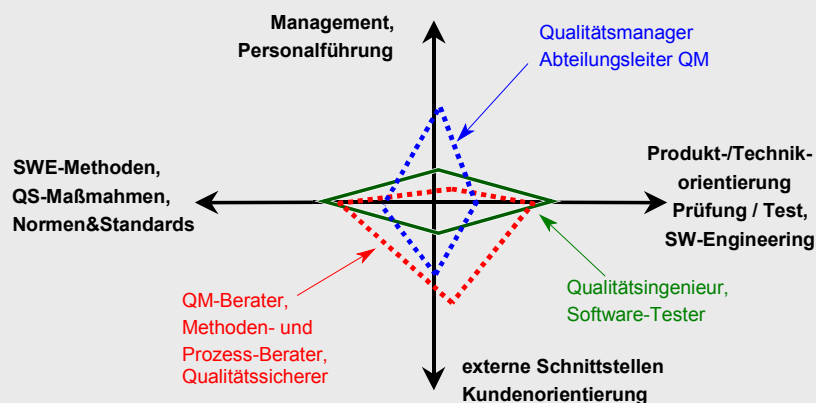 Management,
Personalführung
Qualitätsmanager
Abteilungsleiter QM
SWE-Methoden,
QS-Maßmahmen,
Normen&Standards
Produkt-/Technik-
orientierung
Prüfung / Test,
SW-Engineering
QM-Berater,
Methoden- und
Prozess-Berater,
Qualitätssicherer
Qualitätsingenieur,
Software-Tester
externe Schnittstellen
Kundenorientierung